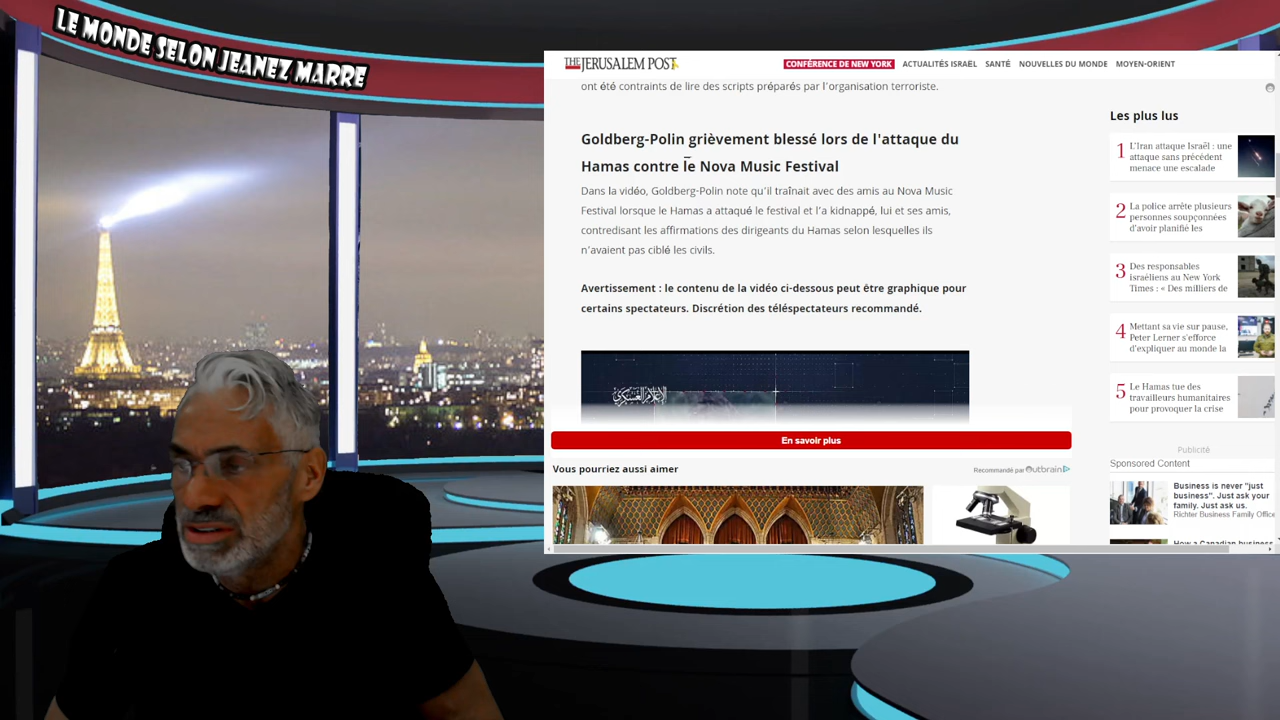 LE MONDE SELON JEANEZ MARRE
THE JERUSALEM POST
CONFÉRENCE DE NEW YORK ACTUALITÉS ISRAËL SANTÉ NOUVELLES DU MONDE MOYEN-ORIENT
ont été contraints de lire des scripts préparés par l'organisation terroriste.
Goldberg-Polin grièvement blessé lors de l'attaque du
Hamas contre le Nova Music Festival
Dans la vidéo, Goldberg-Polin note qu'il traînait avec des amis au Nova Music
Festival lorsque le Hamas a attaqué le festival et l'a kidnappé, lui et ses amis,
contredisant les affirmations des dirigeants du Hamas selon lesquelles ils
n'avaient pas ciblé les civils.
Avertissement : le contenu de la vidéo ci-dessous peut être graphique pour
certains spectateurs. Discrétion des téléspectateurs recommandé.
الإعلام العسكري
En savoir plus
Vous pourriez aussi aimer
Recommandé par Outbrain
Les plus lus
1 L'Iran attaque Israël : une
attaque sans précédent
menace une escalade
2 La police arrête plusieurs
personnes soupçonnées
d'avoir planifié les
3 Des responsables
israéliens au New York
Times : « Des milliers de
4 Mettant sa vie sur pause,
Peter Lerner s'efforce
d'expliquer au monde la
5 Le Hamas tue des
travailleurs humanitaires
pour provoquer la crise
Publicité
Sponsored Content
Business is never "just
business". Just ask your
family. Just ask us.
Richter Business Family Office
How a Canadian business